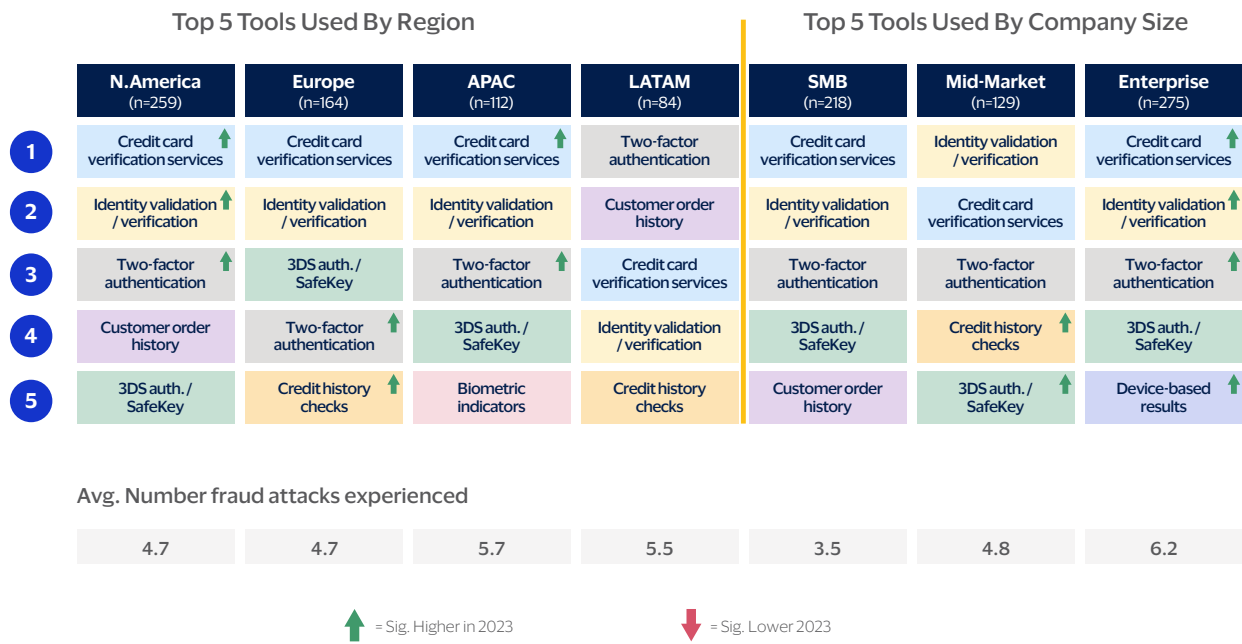 Top 5 Tools Used By Region
Top 5 Tools Used By Company Size
N.America
(n=259)
Europe
(n=164)
APAC
(n=112)
LATAM
(n=84)
SMB
(n=218)
Mid-Market
(n=129)
Enterprise
(n=275)
1
Credit card
verification services
Credit card
verification services
Credit card
verification services
Two-factor
authentication
Credit card
verification services
Identity validation
/ verification
Credit card
verification services
2
Identity validation
/ verification
Identity validation
/ verification
Identity validation
/ verification
Customer order
history
Identity validation
/ verification
Credit card
verification services
Identity validation
/ verification
3
Two-factor
authentication
3DS auth. /
SafeKey
Two-factor
authentication
Credit card
verification services
Two-factor
authentication
Two-factor
authentication
Two-factor
authentication
4
Customer order
history
Two-factor
authentication
3DS auth. /
SafeKey
Identity validation
/ verification
3DS auth. /
SafeKey
Credit history
checks
3DS auth. /
SafeKey
5
3DS auth. /
SafeKey
Credit history
checks
Biometric
indicators
Credit history
checks
Customer order
history
3DS auth. /
SafeKey
Device-based
results
Avg. Number fraud attacks experienced
4.7
4.7
5.7
5.5
3.5
4.8
6.2
= Sig. Higher in 2023
= Sig. Lower 2023